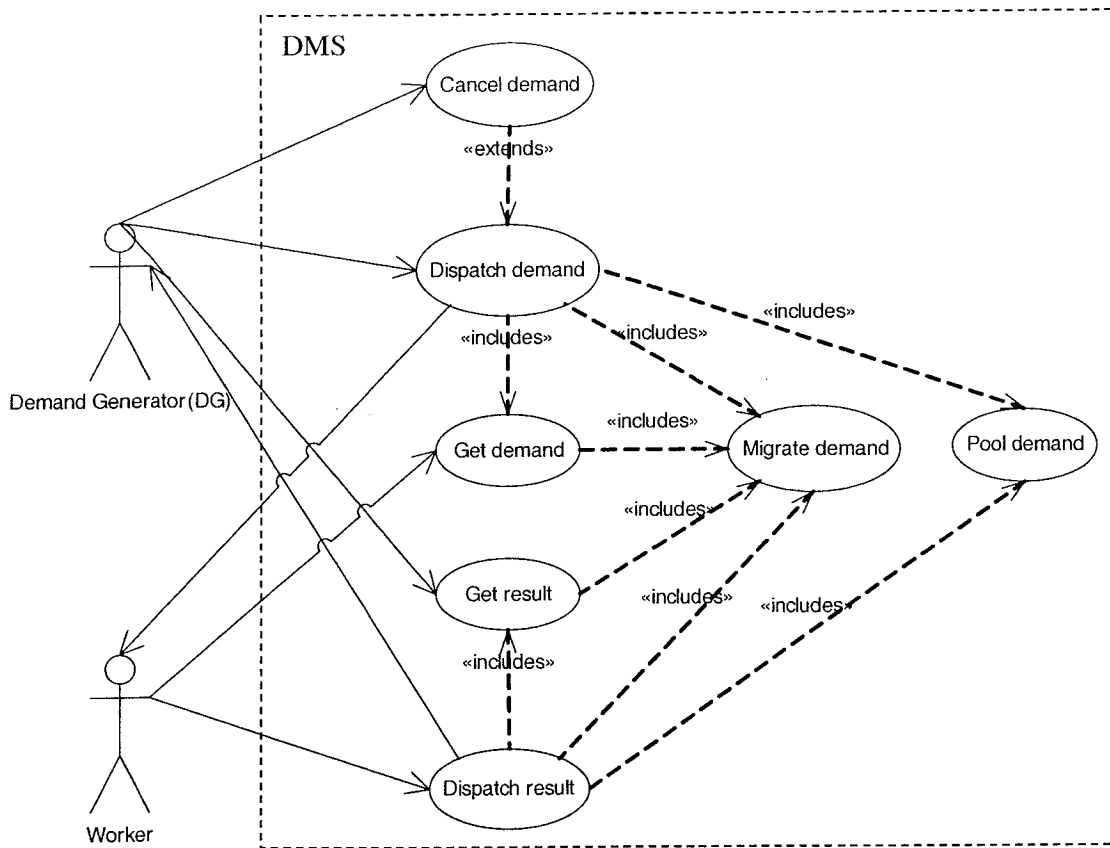 DMS
Cancel demand
«extends»
Dispatch demand
«includes»
«includes»
«includes»
Demand Generator(DG)
«includes»
Get demand
Migrate demand
Pool demand
«includes»
Get result
«includes»
«includes»
«includes»
Dispatch result
Worker